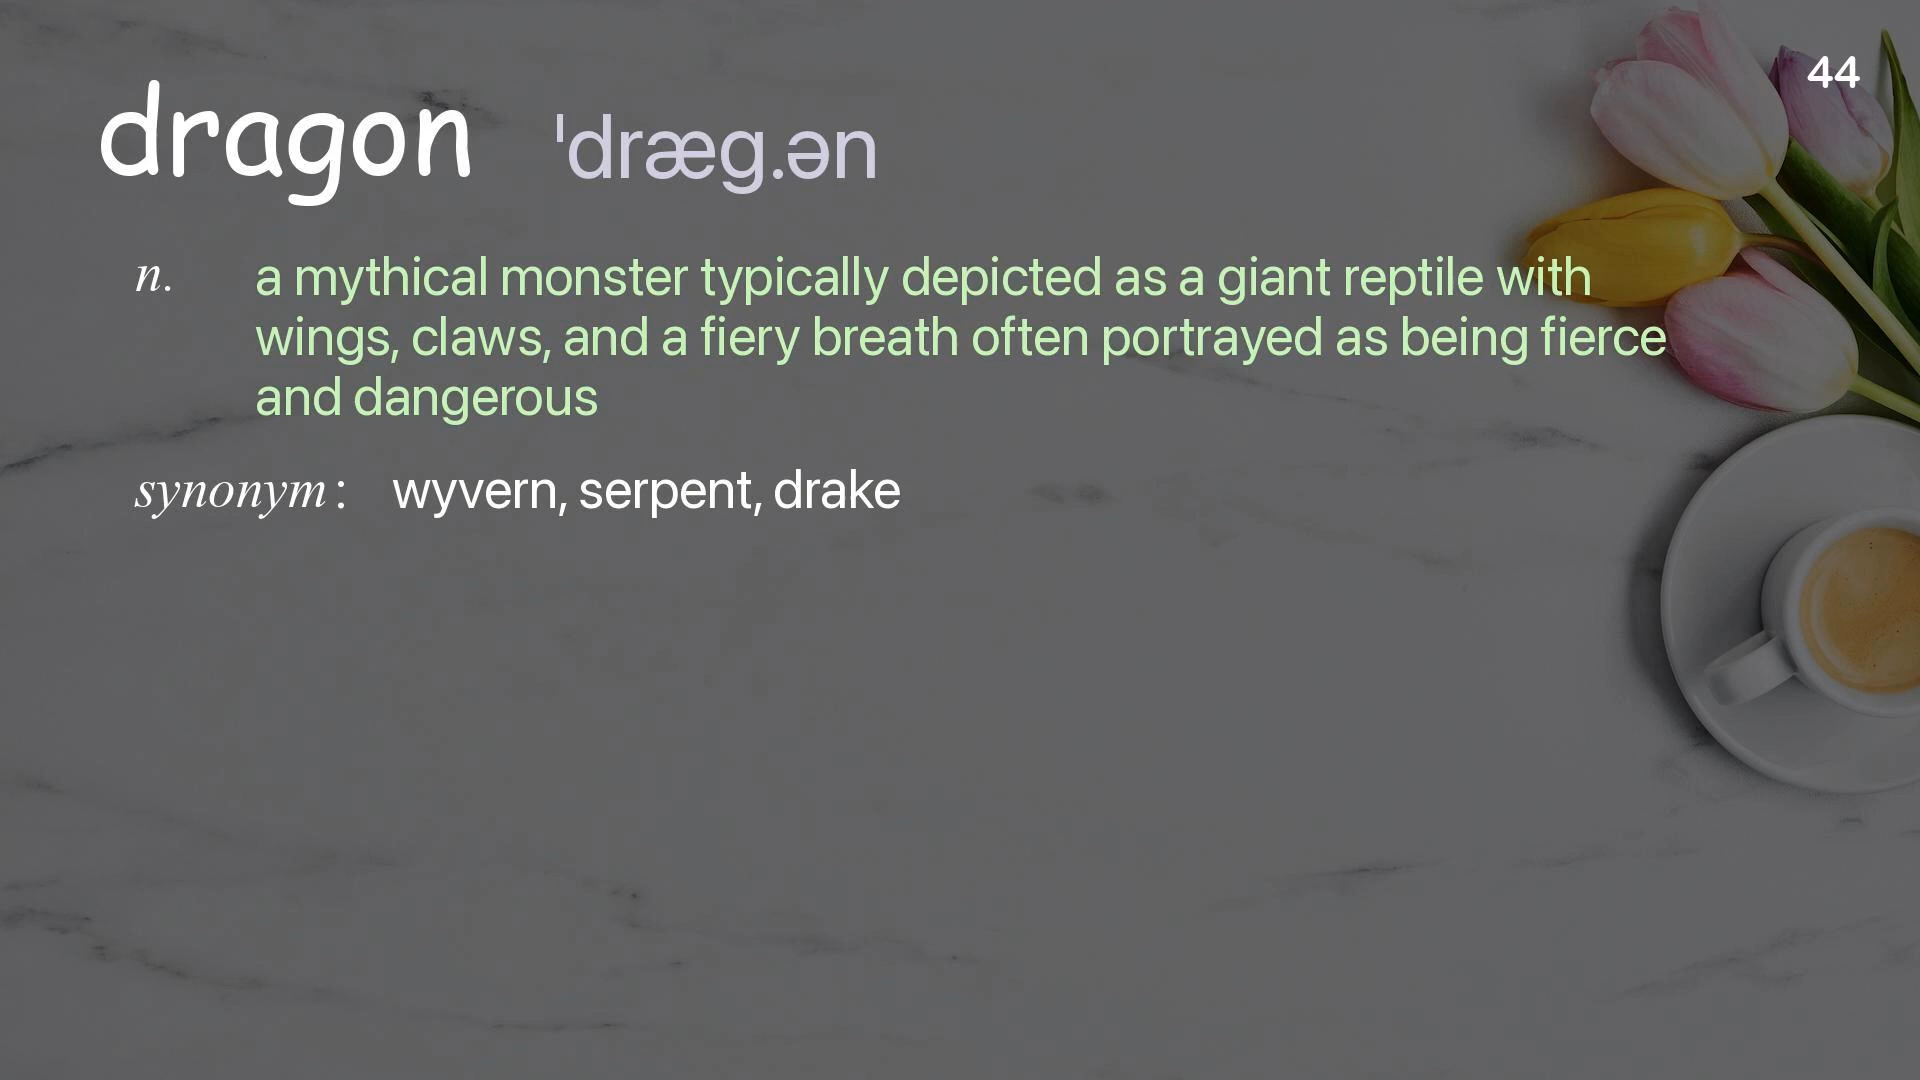 44
dragon ˈdræg.ən
n. a mythical monster typically depicted as a giant reptile with
wings, claws, and a fiery breath often portrayed as being fierce
and dangerous
synonym: wyvern, serpent, drake